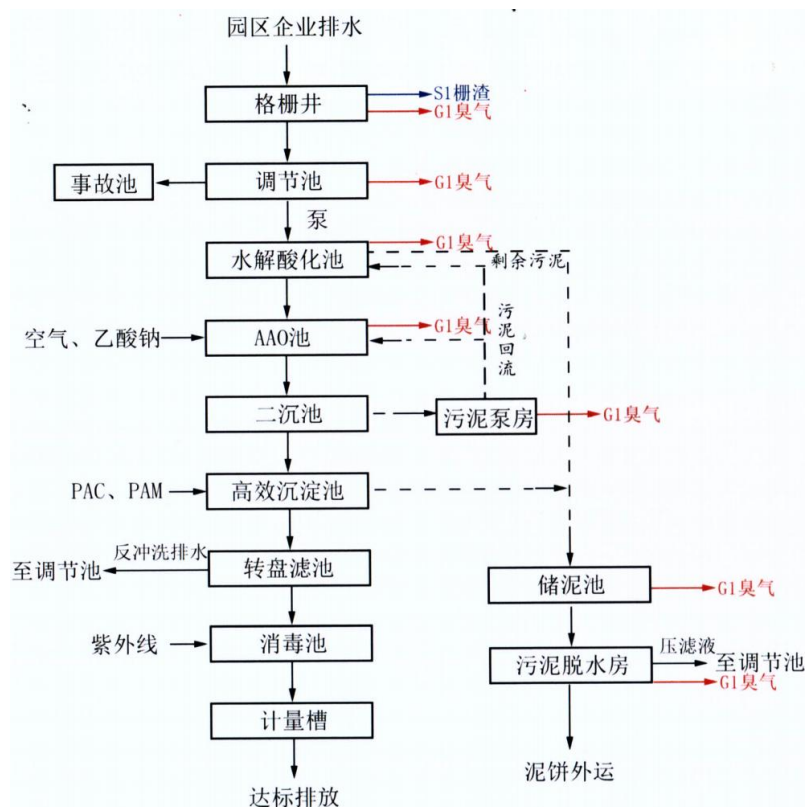 园区企业排水
格栅井
S1栅渣
G1臭气
事故池
调节池
G1臭气
泵
水解酸化池
G1臭气
剩余污泥
空气、乙酸钠
AAO池
G1臭气
污泥回流
二沉池
污泥泵房
G1臭气
PAC、PAM
高效沉淀池
至调节池
反冲洗排水
转盘滤池
储泥池
G1臭气
紫外线
消毒池
污泥脱水房
压滤液
至调节池
G1臭气
计量槽
泥饼外运
达标排放